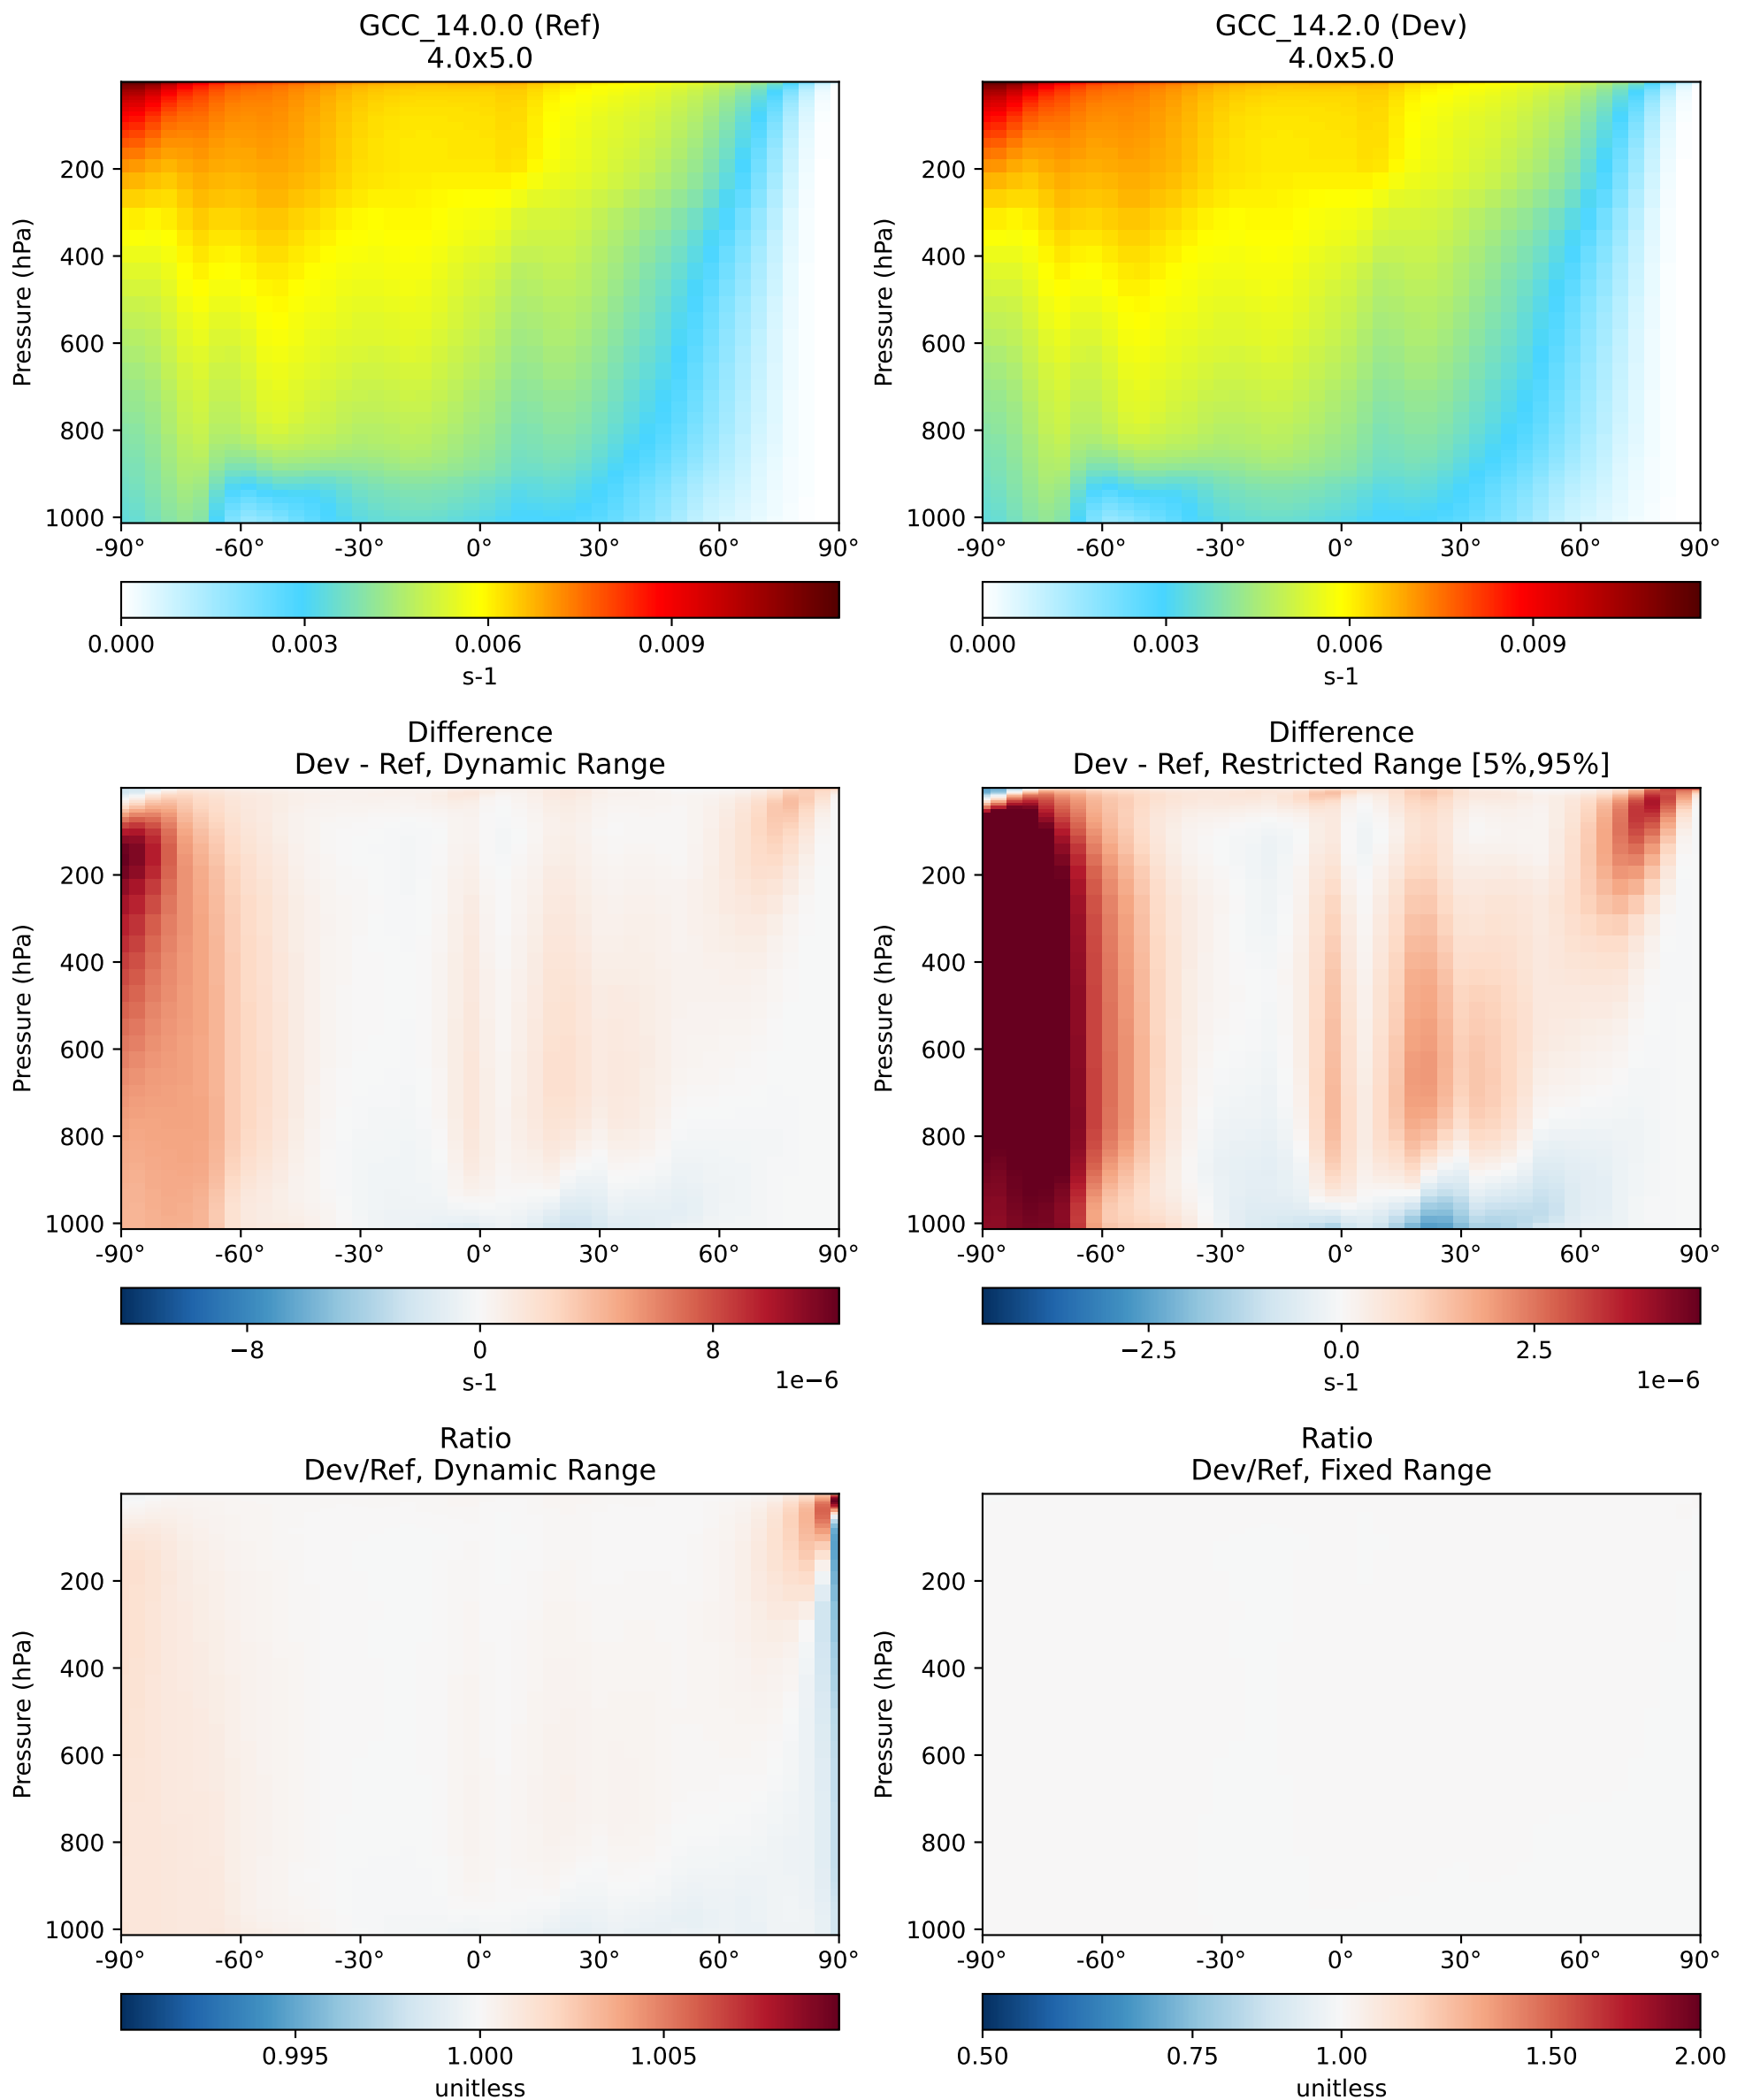 GCC_14.0.0 (Ref)
4.0x5.0
GCC_14.2.0 (Dev)
4.0x5.0
Pressure (hPa)
200
400
600
800
1000
-90° -60° -30° 0° 30° 60° 90°
0.000 0.003 0.006 0.009
s-1
Pressure (hPa)
200
400
600
800
1000
-90° -60° -30° 0° 30° 60° 90°
0.000 0.003 0.006 0.009
s-1
Difference
Dev - Ref, Dynamic Range
Pressure (hPa)
200
400
600
800
1000
-90° -60° -30° 0° 30° 60° 90°
−8 0 8
s-1
1e−6
Difference
Dev - Ref, Restricted Range [5%,95%]
Pressure (hPa)
200
400
600
800
1000
-90° -60° -30° 0° 30° 60° 90°
−2.5 0.0 2.5
s-1
1e−6
Ratio
Dev/Ref, Dynamic Range
Pressure (hPa)
200
400
600
800
1000
-90° -60° -30° 0° 30° 60° 90°
0.995 1.000 1.005
unitless
Ratio
Dev/Ref, Fixed Range
Pressure (hPa)
200
400
600
800
1000
-90° -60° -30° 0° 30° 60° 90°
0.50 0.75 1.00 1.50 2.00
unitless